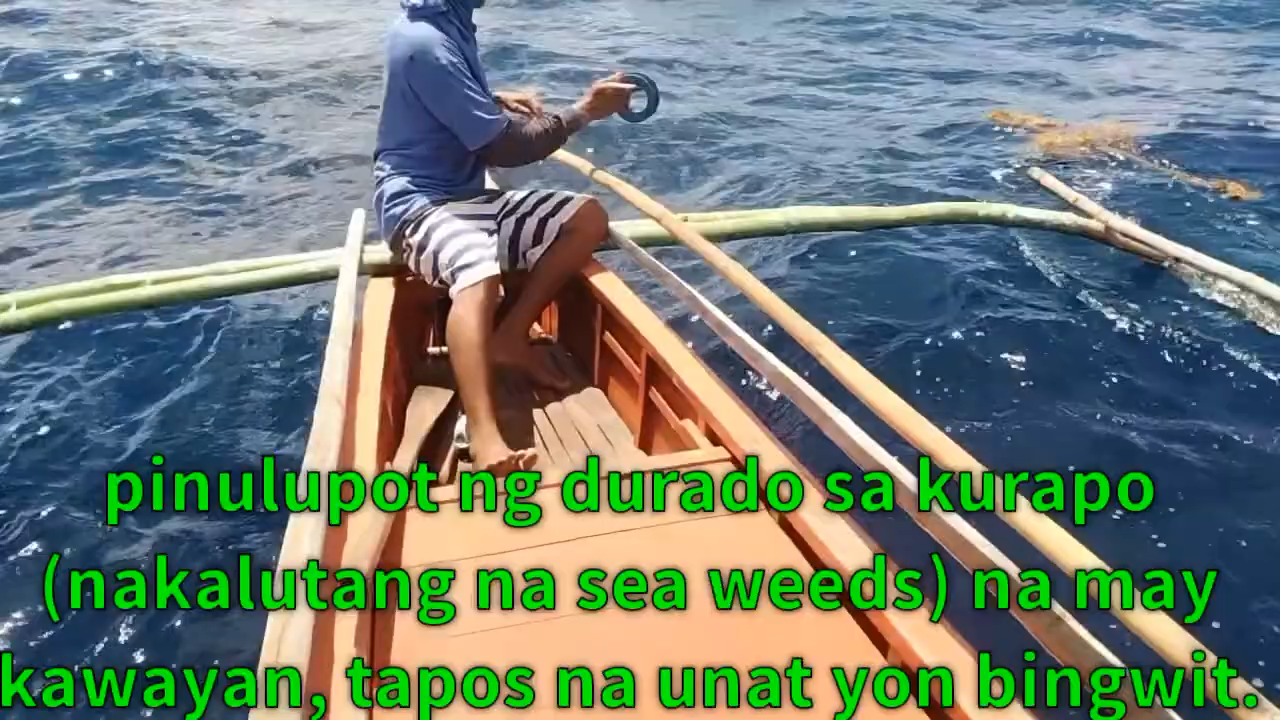 pinulupot ng durado sa kurapo
(nakalutang na sea weeds) na may
kawayan, tapos na unat yon bingwit.